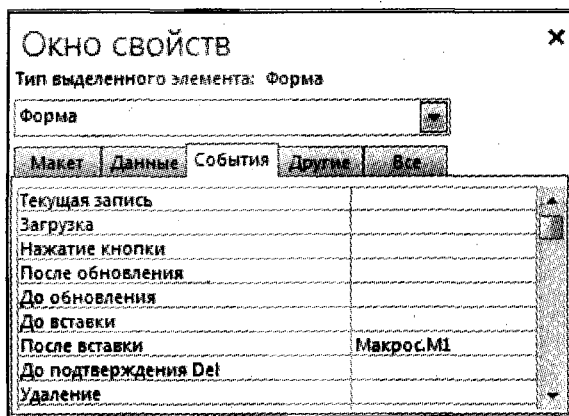 Окно свойств
Тип выделенного элемента: Форма
Форма
Макет Данные События Другие Все
Текущая запись
Загрузка
Нажатие кнопки
После обновления
До обновления
До вставки
После вставки Макрос.М1
До подтверждения Del
Удаление